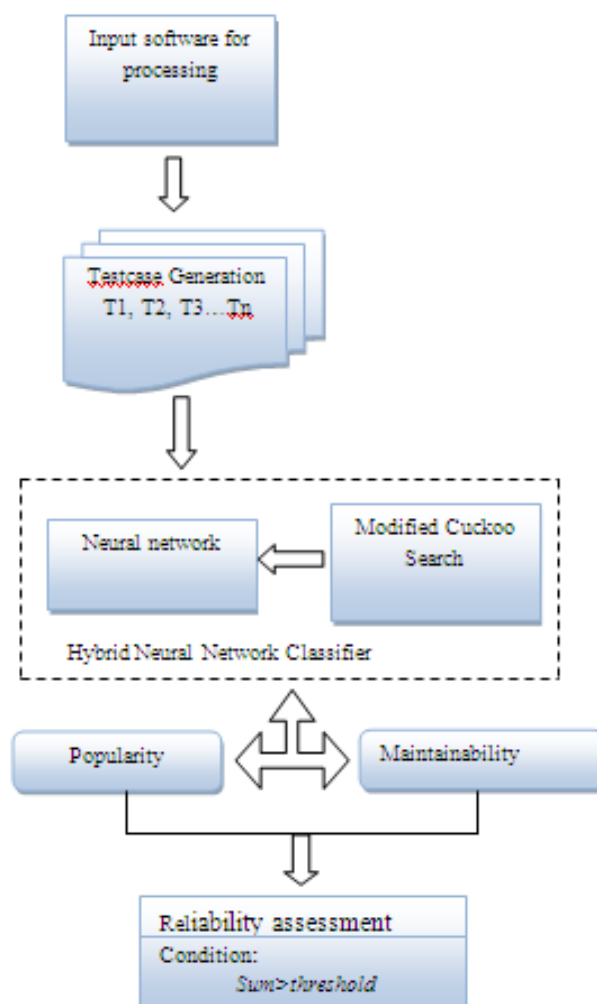 Input software for
processing
Testcase Generation
T1, T2, T3....Tn
Neural network
Modified Cuckoo
Search
Hybrid Neural Network Classifier
Popularity
Maintainability
Reliability assessment
Condition:
Sum>threshold